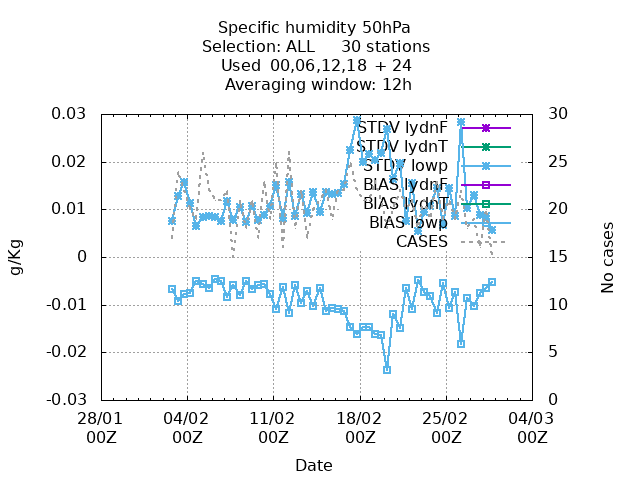 Specific humidity 50hPa
Selection: ALL 30 stations
Used 00,06,12,18 + 24
Averaging window: 12h
0.03
0.02
0.01
0
-0.01
-0.02
-0.03
g/Kg
STDV lydnF
STDV lydnT
STDV lowp
BIAS lydnF
BIAS lydnT
BIAS lowp
CASES
30
25
20
15
10
5
0
No cases
28/01 04/02 11/02 18/02 25/02 04/03
00Z 00Z 00Z 00Z 00Z 00Z
Date